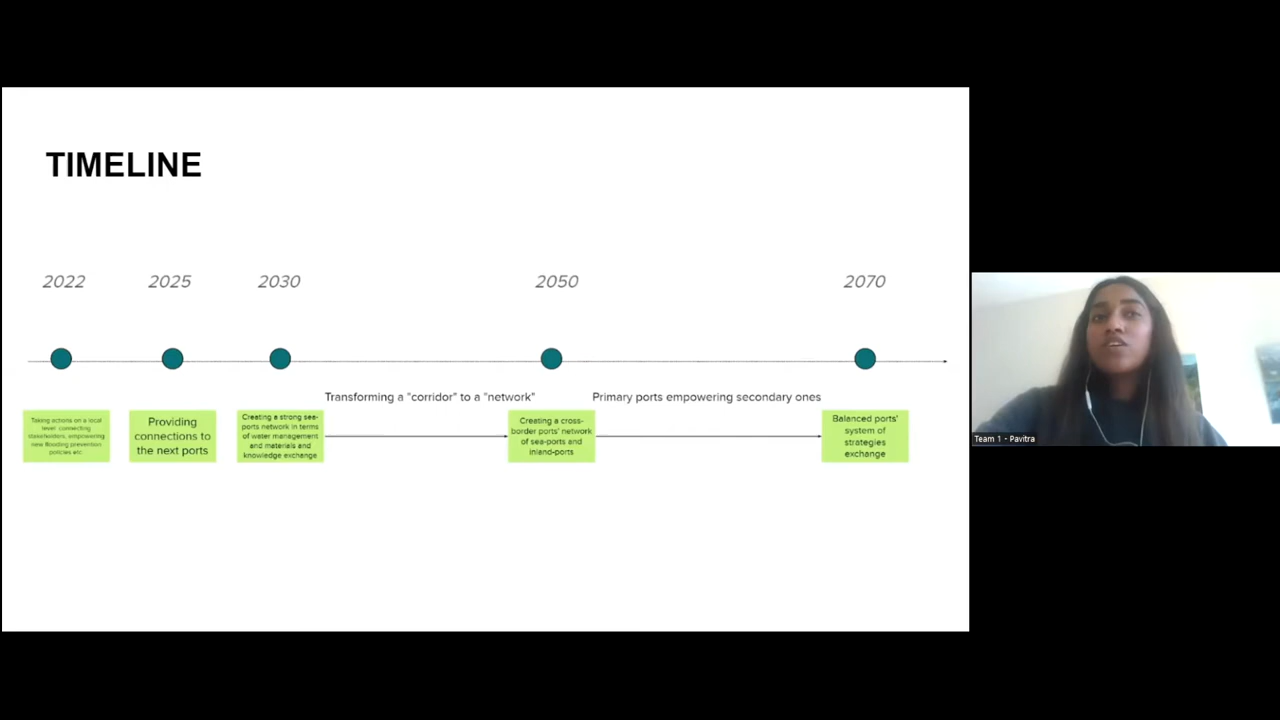 TIMELINE
2022
2025
2030
2050
2070
Transforming a "corridor" to a "network"
Primary ports empowering secondary ones
Taking actions on a local
level: connecting
stakeholders, empowering
new flooding prevention
policies etc
Providing
connections to
the next ports
Creating a strong sea-
ports network in terms
of water management
and materials and
knowledge exchange
Creating a cross-
border ports' network
of sea-ports and
inland-ports
Balanced ports'
system of
strategies
exchange
Team 1 - Pavitra